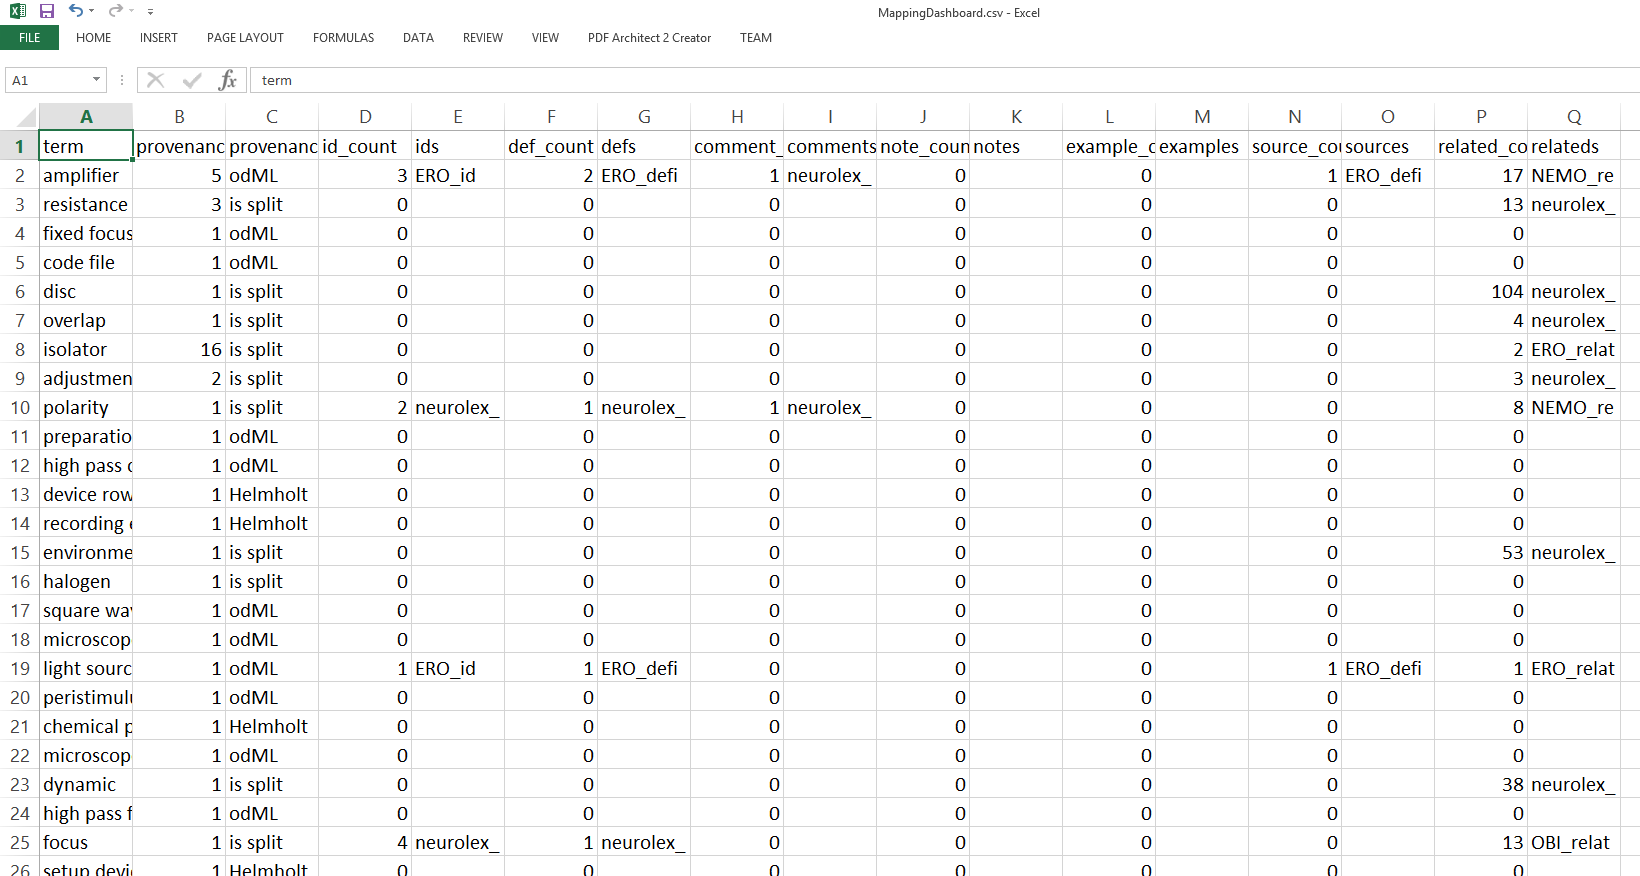 MappingDashboard.csv - Excel
FILE HOME INSERT PAGE LAYOUT FORMULAS DATA REVIEW VIEW PDF Architect 2 Creator TEAM
A1 fx term
A B C D E F G H I J K L M N O P Q
1 term provenanc provenanc id_count ids def_count defs comment_ comments note_coun notes example_c examples source_cou sources related_co relateds
2 amplifier 5 odML 3 ERO_id 2 ERO_defi 1 neurolex_ 0 0 1 ERO_defi 17 NEMO_re
3 resistance 3 is split 0 0 0 0 0 0 13 neurolex_
4 fixed focus 1 odML 0 0 0 0 0 0 0
5 code file 1 odML 0 0 0 0 0 0 0
6 disc 1 is split 0 0 0 0 0 0 104 neurolex_
7 overlap 1 is split 0 0 0 0 0 0 4 neurolex_
8 isolator 16 is split 0 0 0 0 0 0 2 ERO_relat
9 adjustmen 2 is split 0 0 0 0 0 0 3 neurolex_
10 polarity 1 is split 2 neurolex_ 1 neurolex_ 1 neurolex_ 0 0 0 8 NEMO_re
11 preparatio 1 odML 0 0 0 0 0 0 0
12 high pass c 1 odML 0 0 0 0 0 0 0
13 device row 1 Helmholt 0 0 0 0 0 0 0
14 recording e 1 Helmholt 0 0 0 0 0 0 0
15 environme 1 is split 0 0 0 0 0 0 53 neurolex_
16 halogen 1 is split 0 0 0 0 0 0 0
17 square wav 1 odML 0 0 0 0 0 0 0
18 microscop 1 odML 0 0 0 0 0 0 0
19 light sourc 1 odML 1 ERO_id 1 ERO_defi 0 0 0 1 ERO_defi 1 ERO_relat
20 peristimulu 1 odML 0 0 0 0 0 0 0
21 chemical p 1 Helmholt 0 0 0 0 0 0 0
22 microscop 1 odML 0 0 0 0 0 0 0
23 dynamic 1 is split 0 0 0 0 0 0 38 neurolex_
24 high pass f 1 odML 0 0 0 0 0 0 0
25 focus 1 is split 4 neurolex_ 1 neurolex_ 0 0 0 0 13 OBI_relat
26 setup devi 1 Helmholt 0 0 0 0 0 0 0